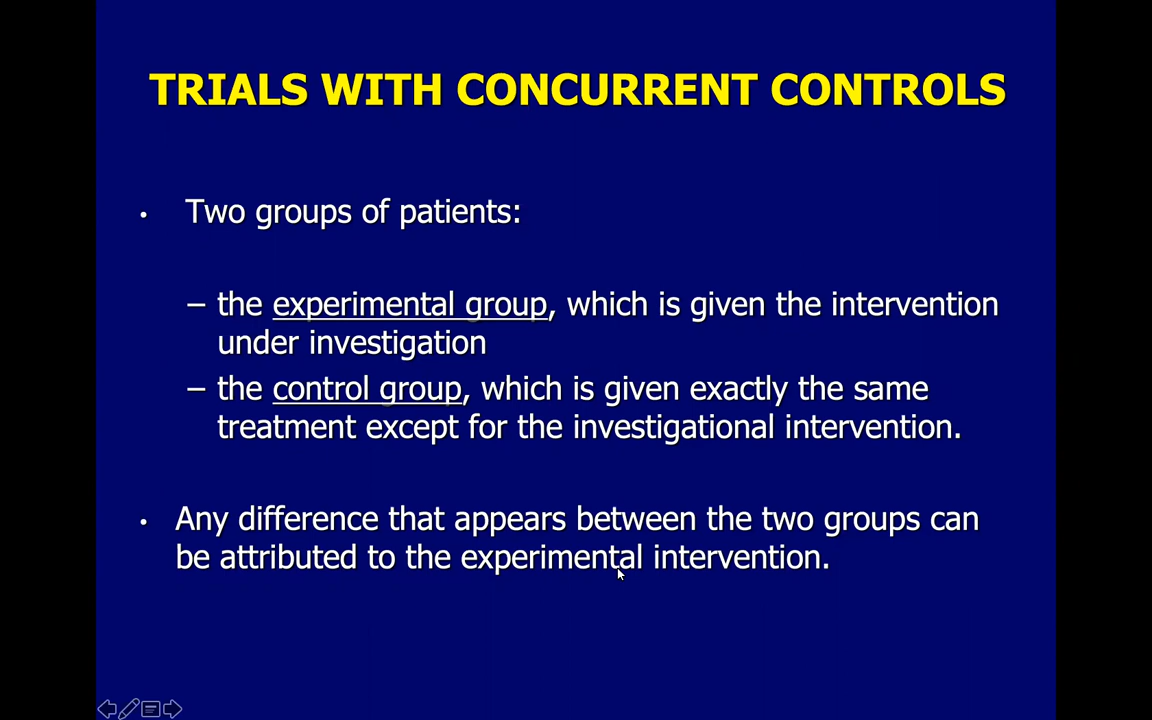 TRIALS WITH CONCURRENT CONTROLS
• Two groups of patients:
– the experimental group, which is given the intervention
under investigation
– the control group, which is given exactly the same
treatment except for the investigational intervention.
• Any difference that appears between the two groups can
be attributed to the experimental intervention.